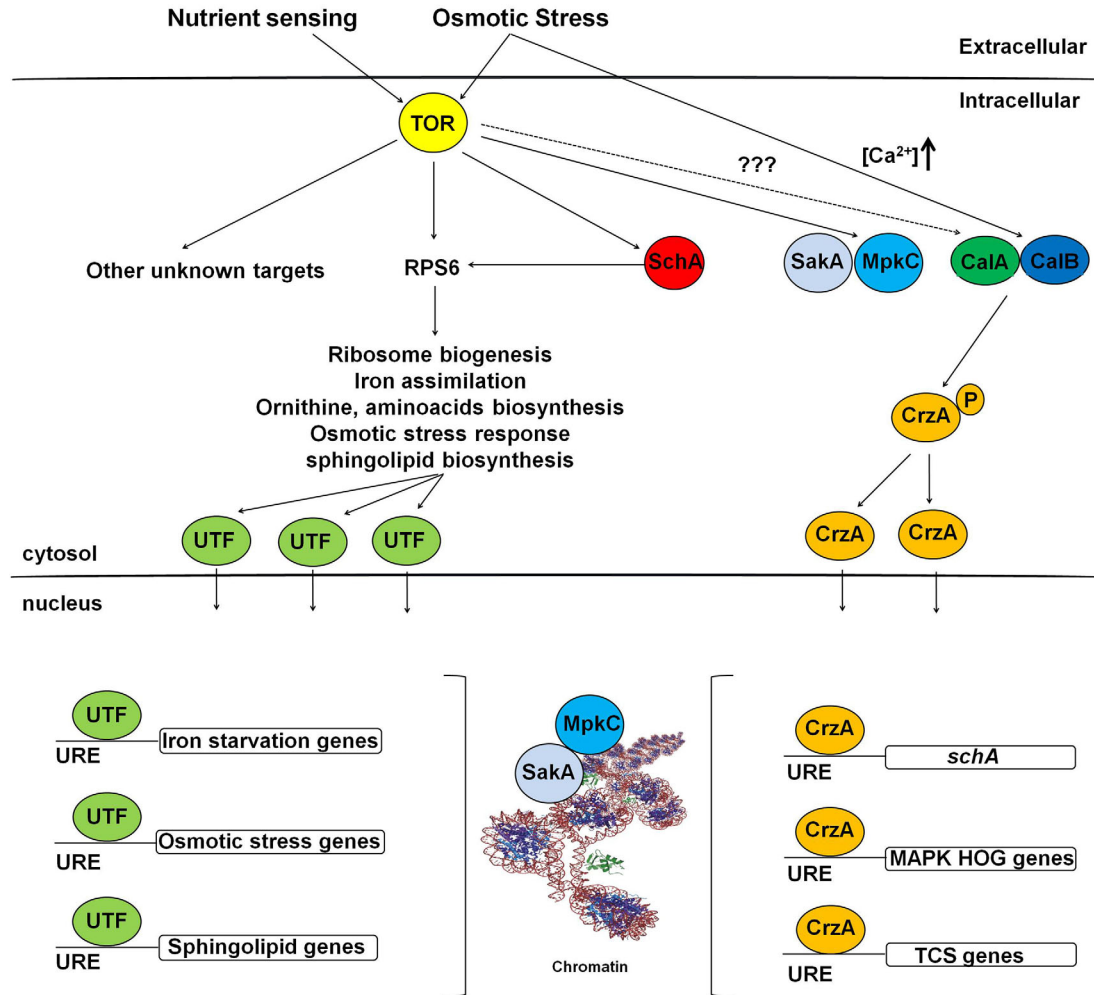 Nutrient sensing
Osmotic Stress
Extracellular
Intracellular
TOR
???
[Ca²⁺]
Other unknown targets
RPS6
SchA
SakA
MpkC
CalA
CalB
Ribosome biogenesis
Iron assimilation
Ornithine, aminoacids biosynthesis
Osmotic stress response
sphingolipid biosynthesis
CrzA
P
UTF
UTF
UTF
CrzA
CrzA
cytosol
nucleus
UTF
URE
Iron starvation genes
UTF
URE
Osmotic stress genes
UTF
URE
Sphingolipid genes
MpkC
SakA
Chromatin
CrzA
URE
schA
CrzA
URE
MAPK HOG genes
CrzA
URE
TCS genes